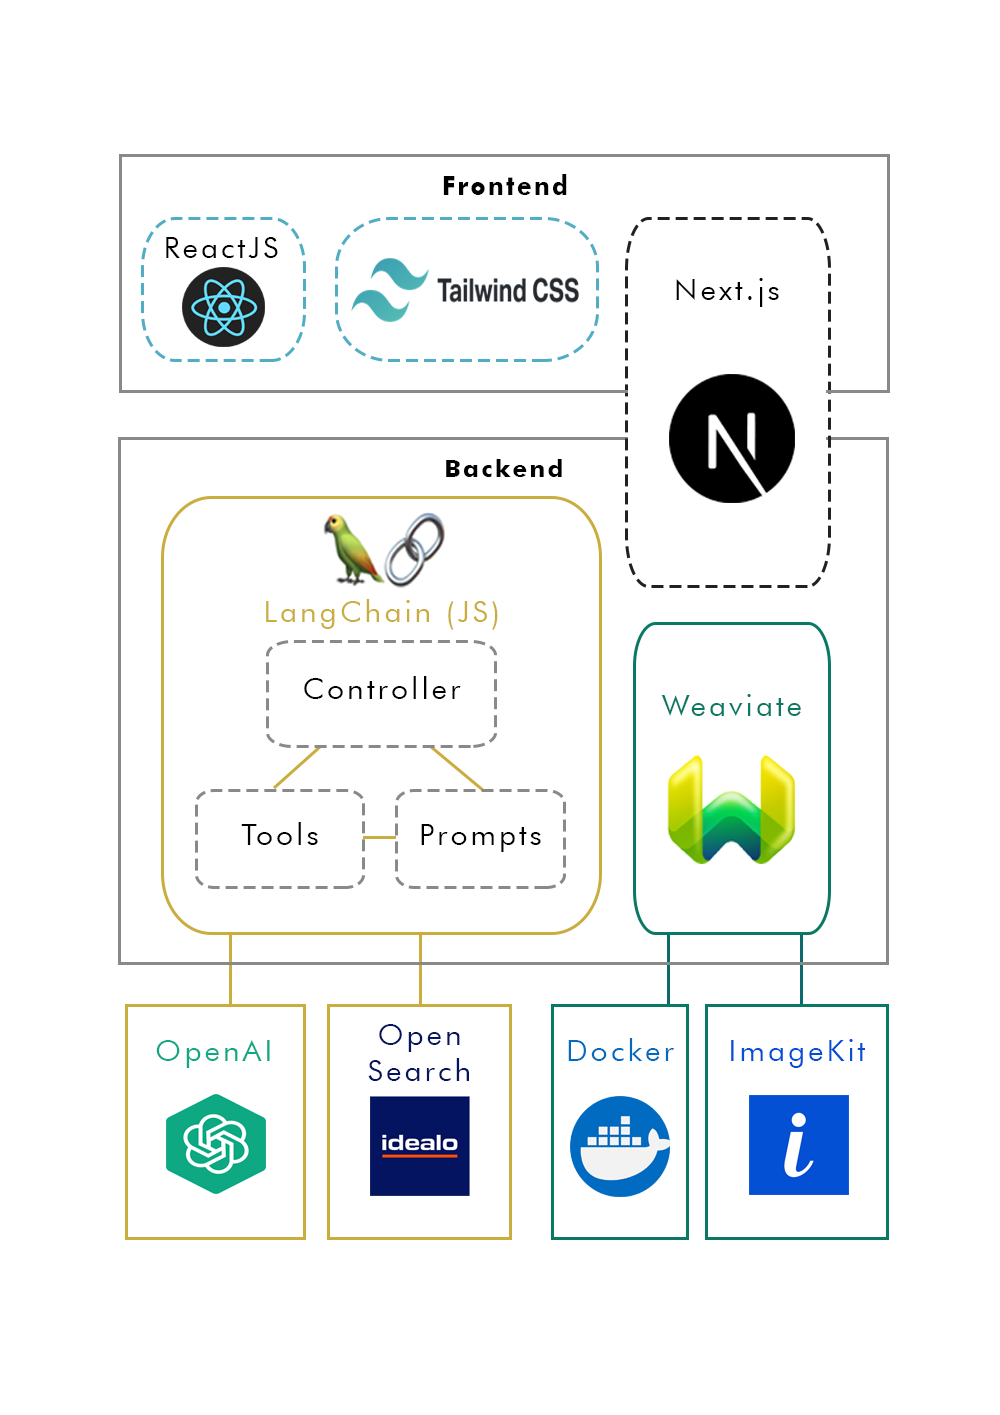 Frontend
ReactJS
Tailwind CSS
Next.js
N
Backend
LangChain (JS)
Controller
Tools
Prompts
Weaviate
OpenAI
Open
Search
idealo
Docker
ImageKit
i